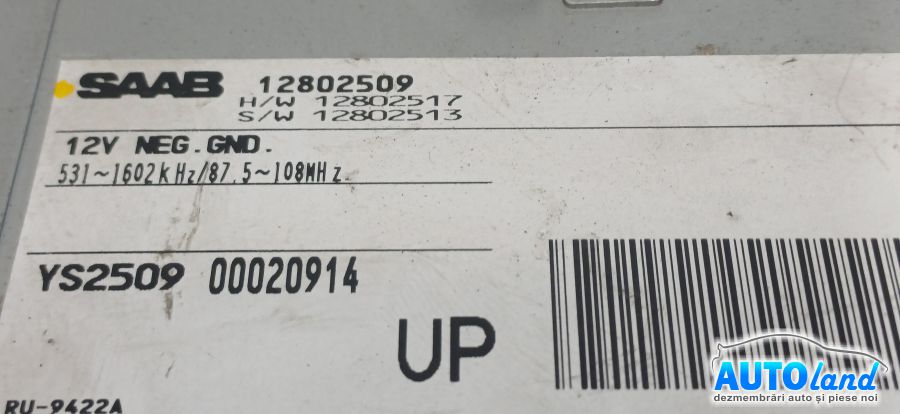 SAAB 12802509
H/W 12802517
S/W 12802513
12V NEG.GND.
531~1602kHz/87.5~108MHz
YS2509 00020914
UP
RU-9422A
AUTOland
dezmembrări auto și piese noi